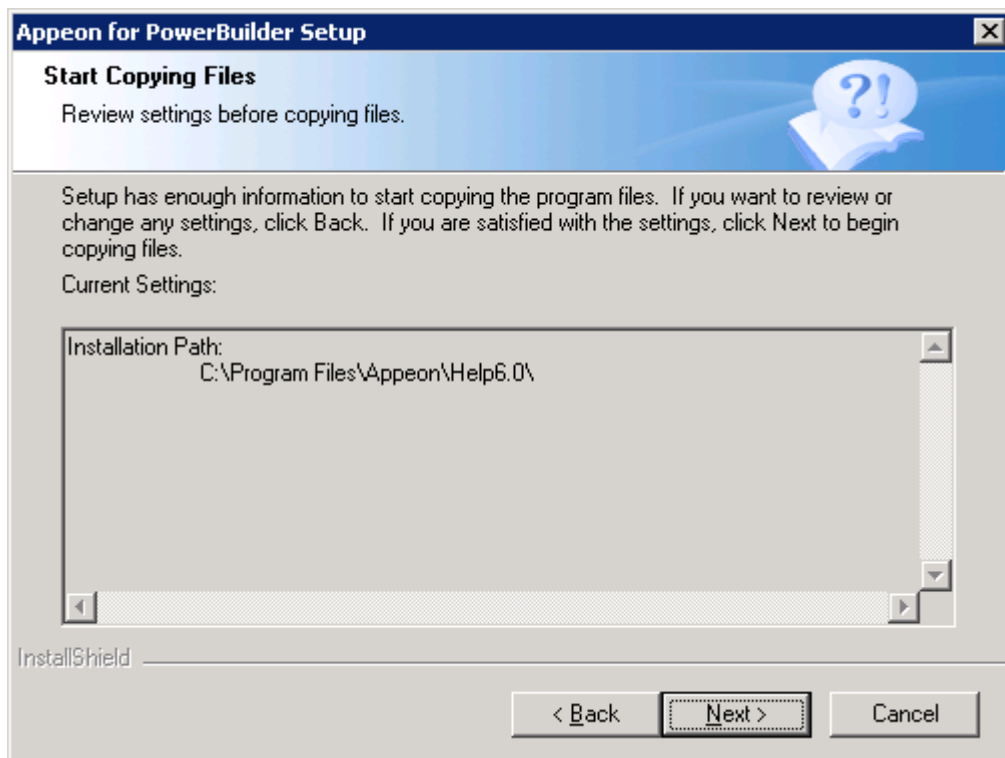 Appeon for PowerBuilder Setup
Start Copying Files
Review settings before copying files.
?!
Setup has enough information to start copying the program files.  If you want to review or
change any settings, click Back.  If you are satisfied with the settings, click Next to begin
copying files.
Current Settings:
Installation Path:
C:\Program Files\Appeon\Help6.0\
InstallShield
< Back
Next >
Cancel